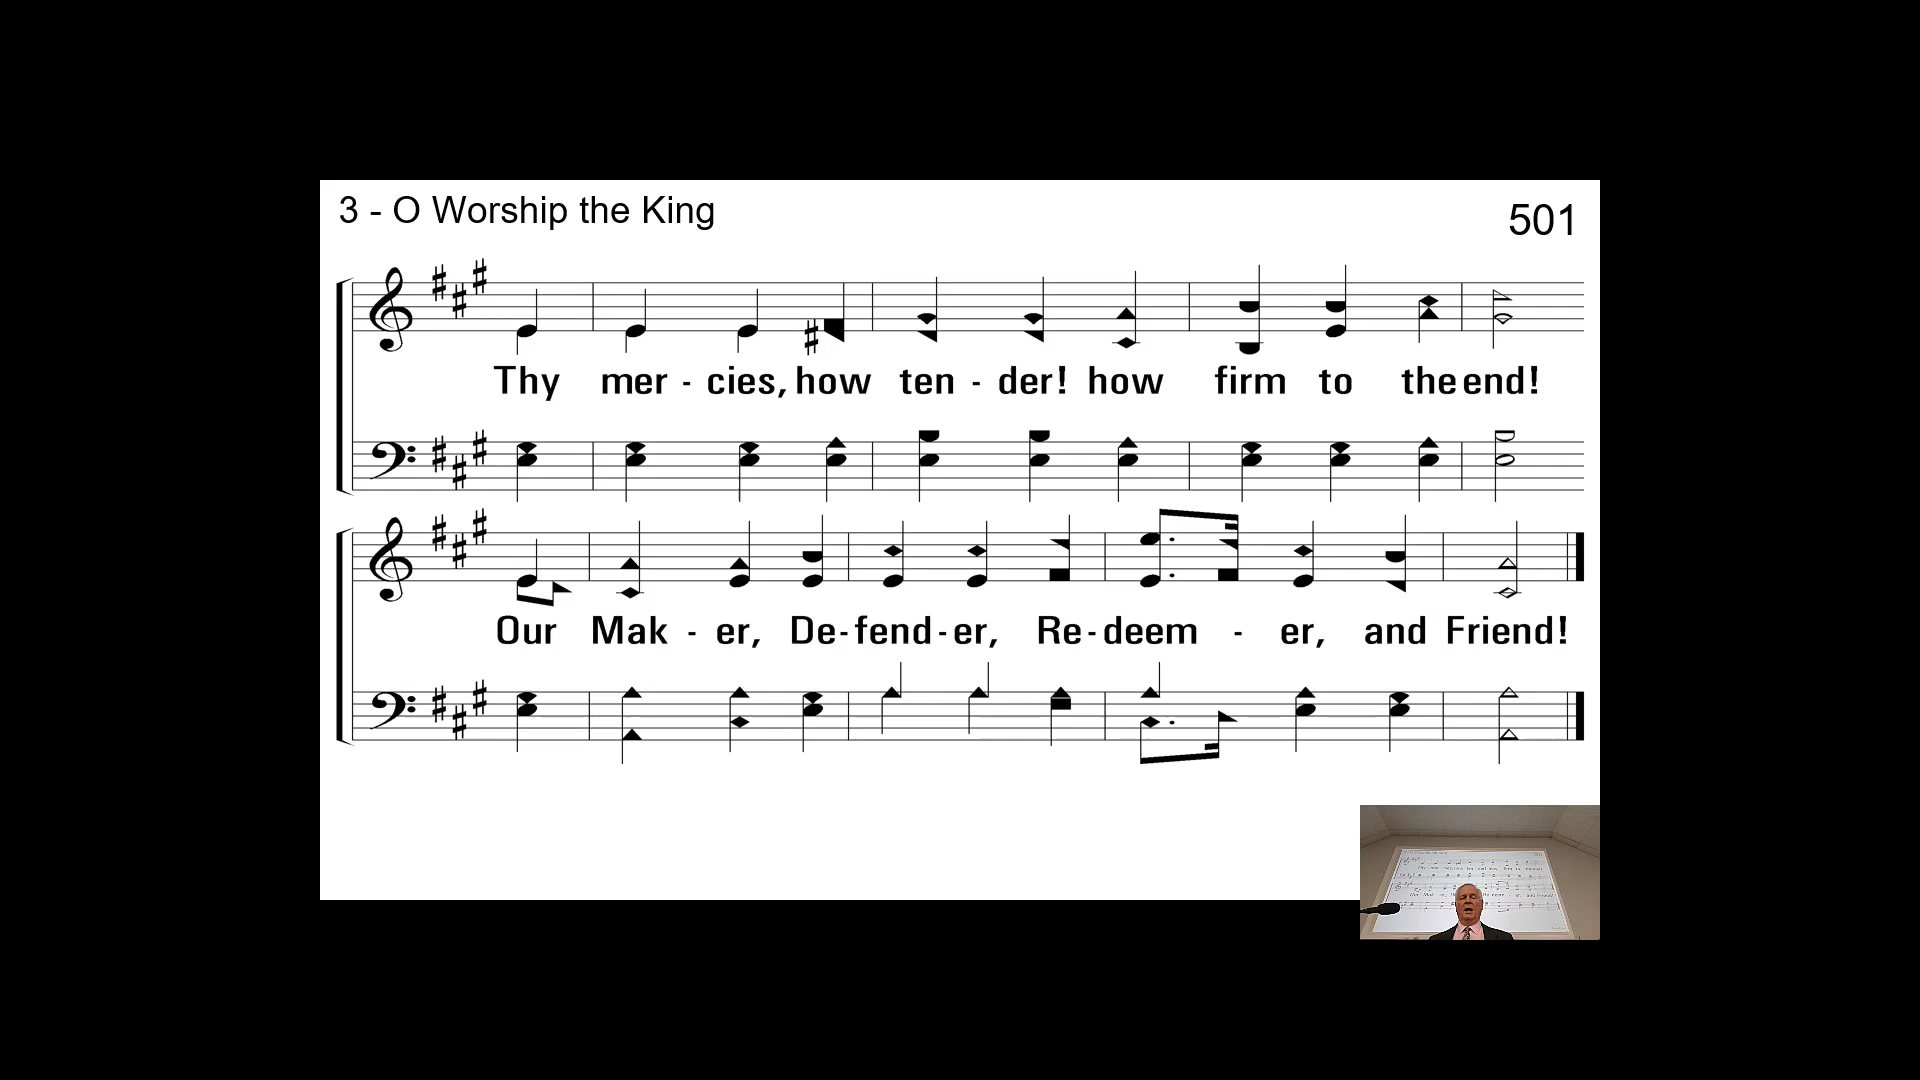 3 - O Worship the King
501
Thy mer - cies, how ten - der! how firm to the end!
Our Mak - er, De - fend - er, Re - deem - er, and Friend!